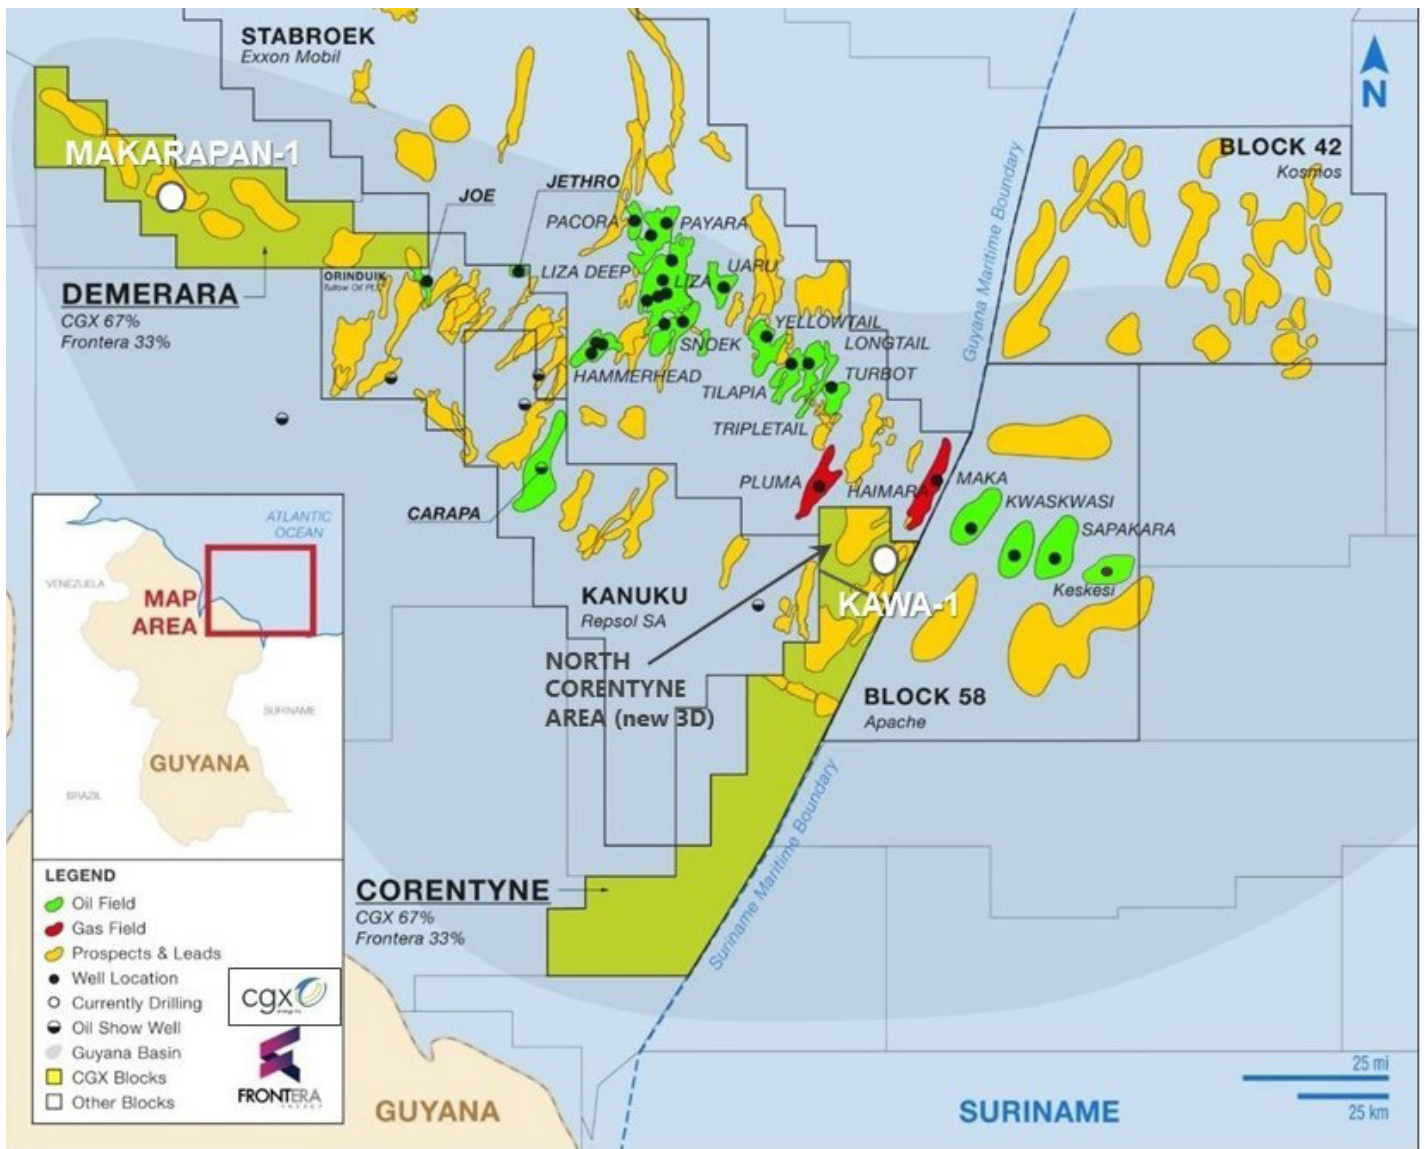 STABROEK
Exxon Mobil
N
MAKARAPAN-1
BLOCK 42
Kosmos
JOE
JETHRO
PACORA
PAYARA
Guyana Maritime Boundary
LIZA DEEP
LIZA
UARU
ORINDUIK
DEMERARA
CGX 67%
Frontera 33%
YELLOWTAIL
SNOEK
LONGTAIL
HAMMERHEAD
TURBOT
TILAPIA
TRIPLETAIL
PLUMA
HAIMARA
MAKA
KWASKWASI
SAPAKARA
Keskesi
CARAPA
KANUKU
Repsol SA
KAWA-1
NORTH
CORENTYNE
AREA (new 3D)
BLOCK 58
Apache
Suriname Maritime Boundary
CORENTYNE
CGX 67%
Frontera 33%
ATLANTIC
OCEAN
VENEZUELA
MAP
AREA
SURINAME
GUYANA
BRAZIL
LEGEND
Oil Field
Gas Field
Prospects & Leads
Well Location
Currently Drilling
Oil Show Well
Guyana Basin
CGX Blocks
Other Blocks
cgx
FRONTERA
GUYANA
SURINAME
25 mi
25 km